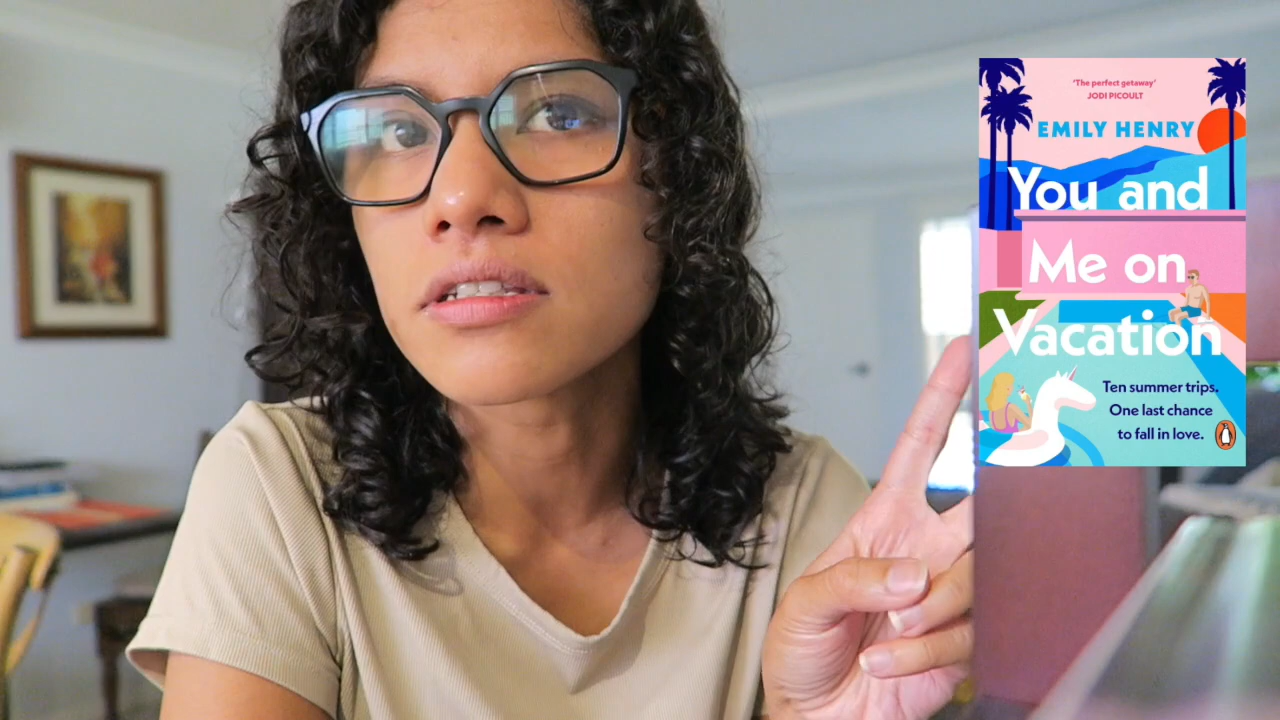 'The perfect getaway'
JODI PICOULT
EMILY HENRY
You and
Me on
Vacation
Ten summer trips.
One last chance
to fall in love.